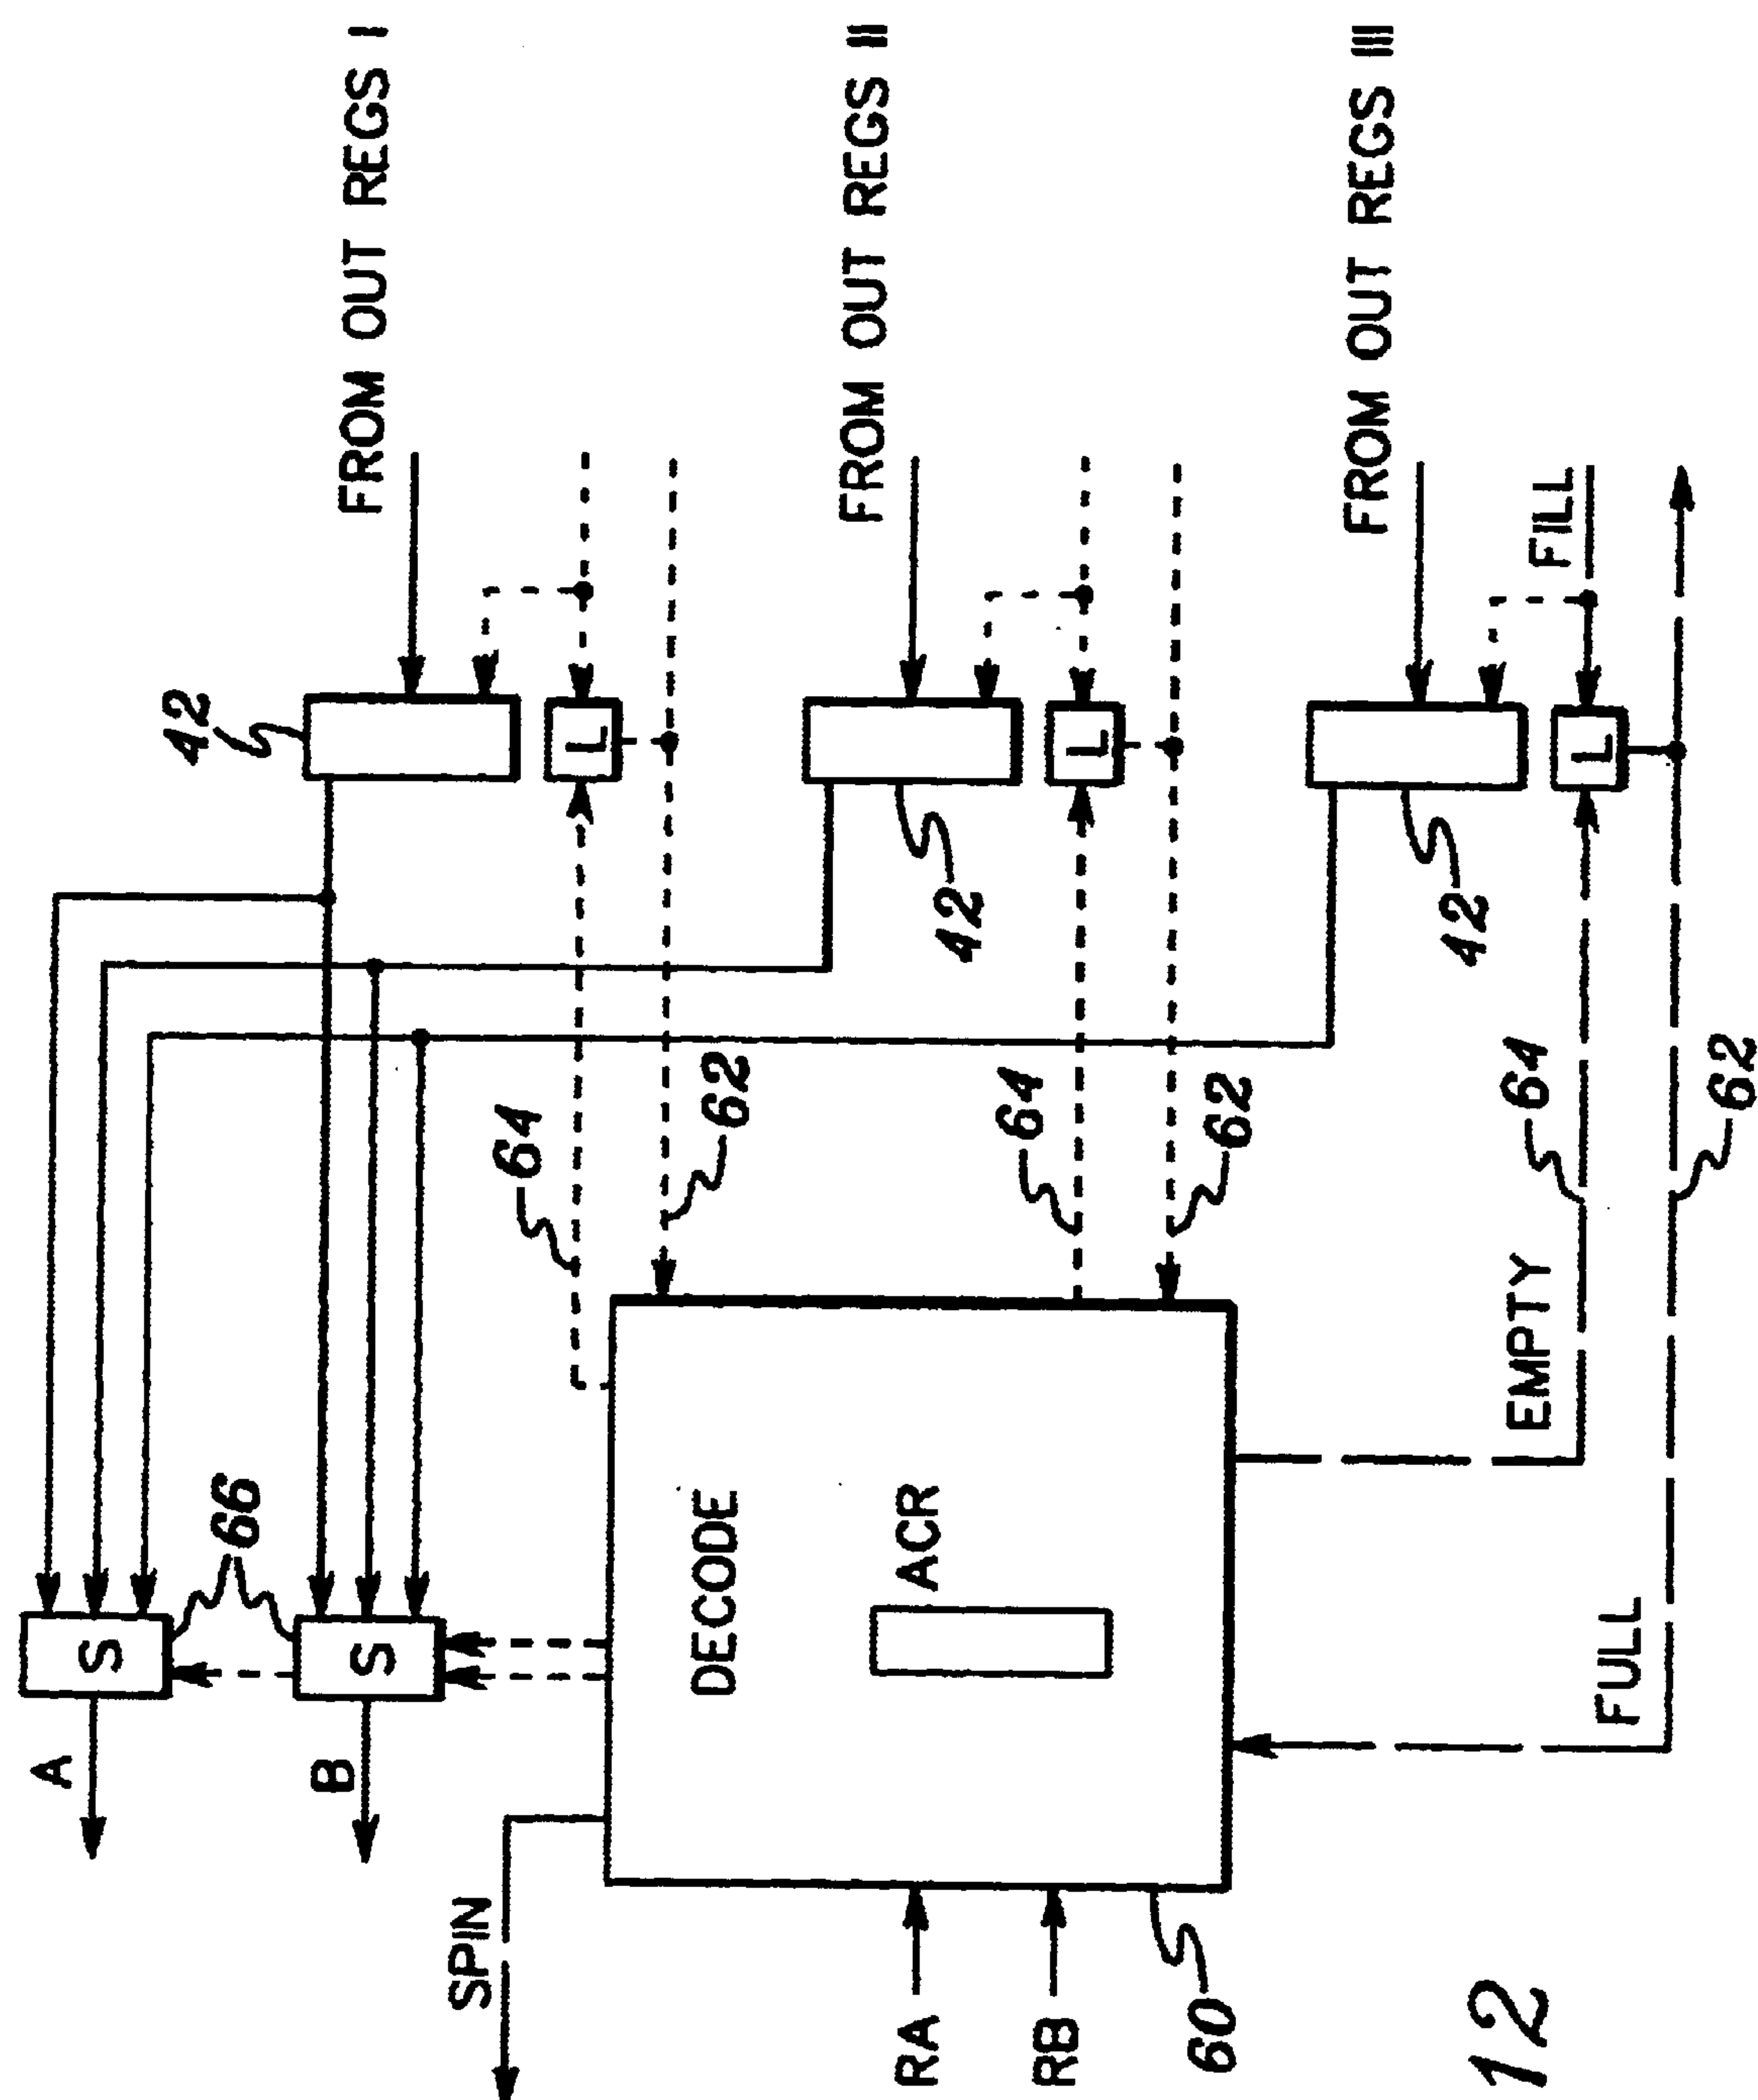 A
S
42
66
B
S
FROM OUT REGS I
SPIN
64
L
DECODE
62
FROM OUT REGS II
RA
ACR
42
64
RB
L
60
62
FROM OUT REGS III
42
12
EMPTY
64
FILL
L
FULL
62